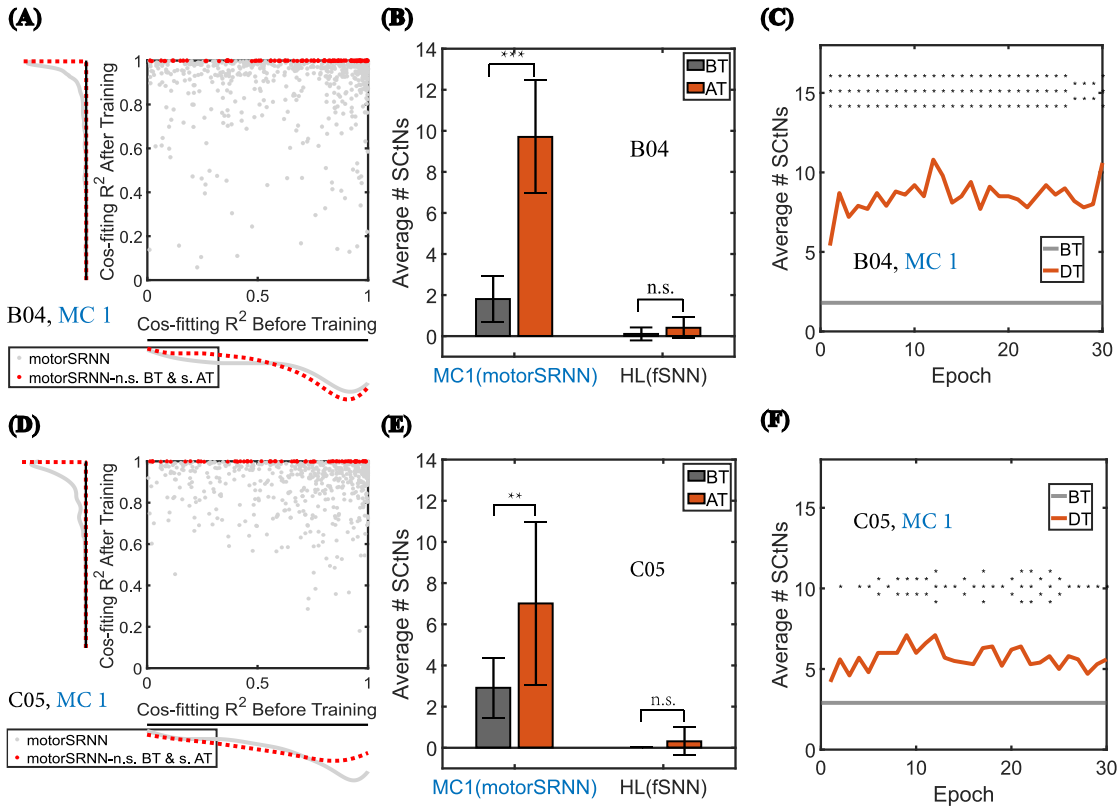 (A)
Cos-fitting R² After Training
1
0.8
0.6
0.4
0.2
0
0
0.5
1
Cos-fitting R² Before Training
B04, MC 1
motorSRNN
motorSRNN-n.s. BT & s. AT
(B)
Average # SCtNs
14
12
10
8
6
4
2
0
***
BT
AT
B04
n.s.
MC1(motorSRNN)
HL(fSNN)
(C)
Average # SCtNs
15
10
5
0
BT
DT
B04, MC 1
0
10
20
30
Epoch
(D)
Cos-fitting R² After Training
1
0.8
0.6
0.4
0.2
0
0
0.5
1
Cos-fitting R² Before Training
C05, MC 1
motorSRNN
motorSRNN-n.s. BT & s. AT
(E)
Average # SCtNs
14
12
10
8
6
4
2
0
**
BT
AT
C05
n.s.
MC1(motorSRNN)
HL(fSNN)
(F)
Average # SCtNs
15
10
5
0
BT
DT
C05, MC 1
0
10
20
30
Epoch